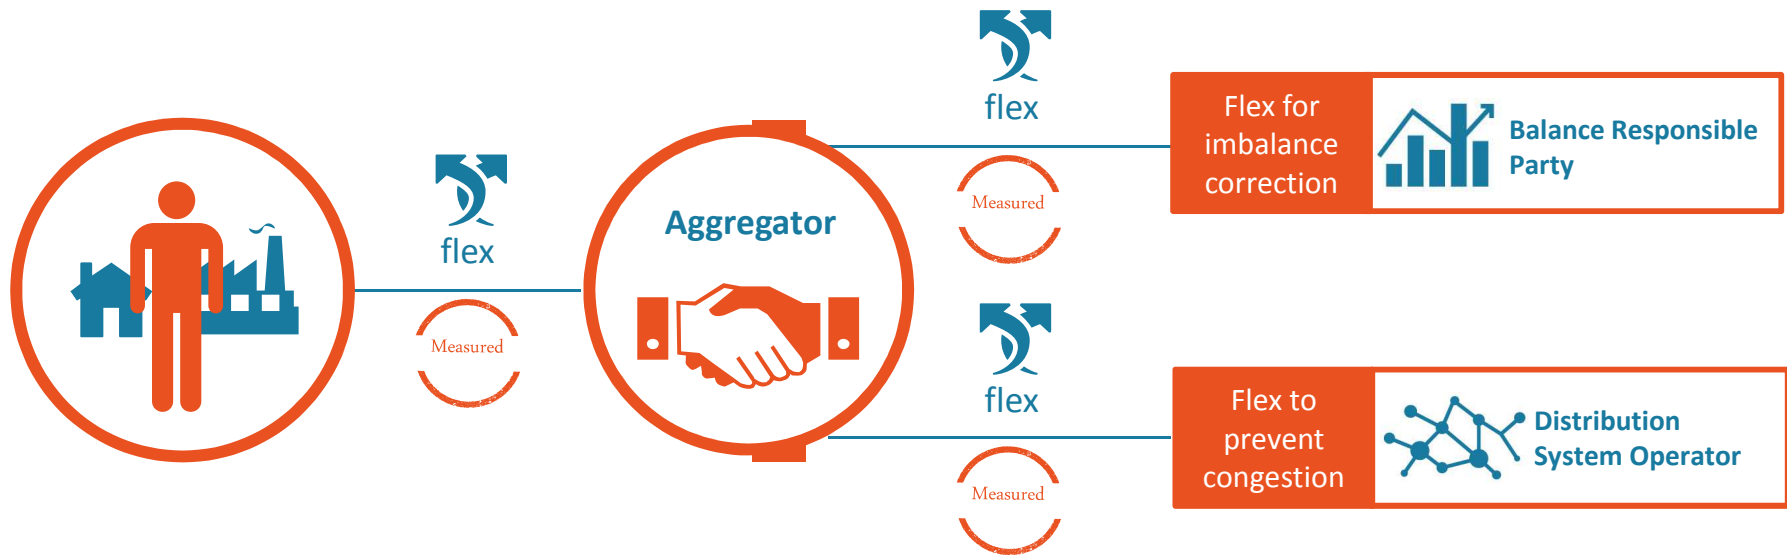 flex
Measured
Aggregator
flex
Measured
Flex for
imbalance
correction
Balance Responsible
Party
flex
Measured
Flex to
prevent
congestion
Distribution
System Operator